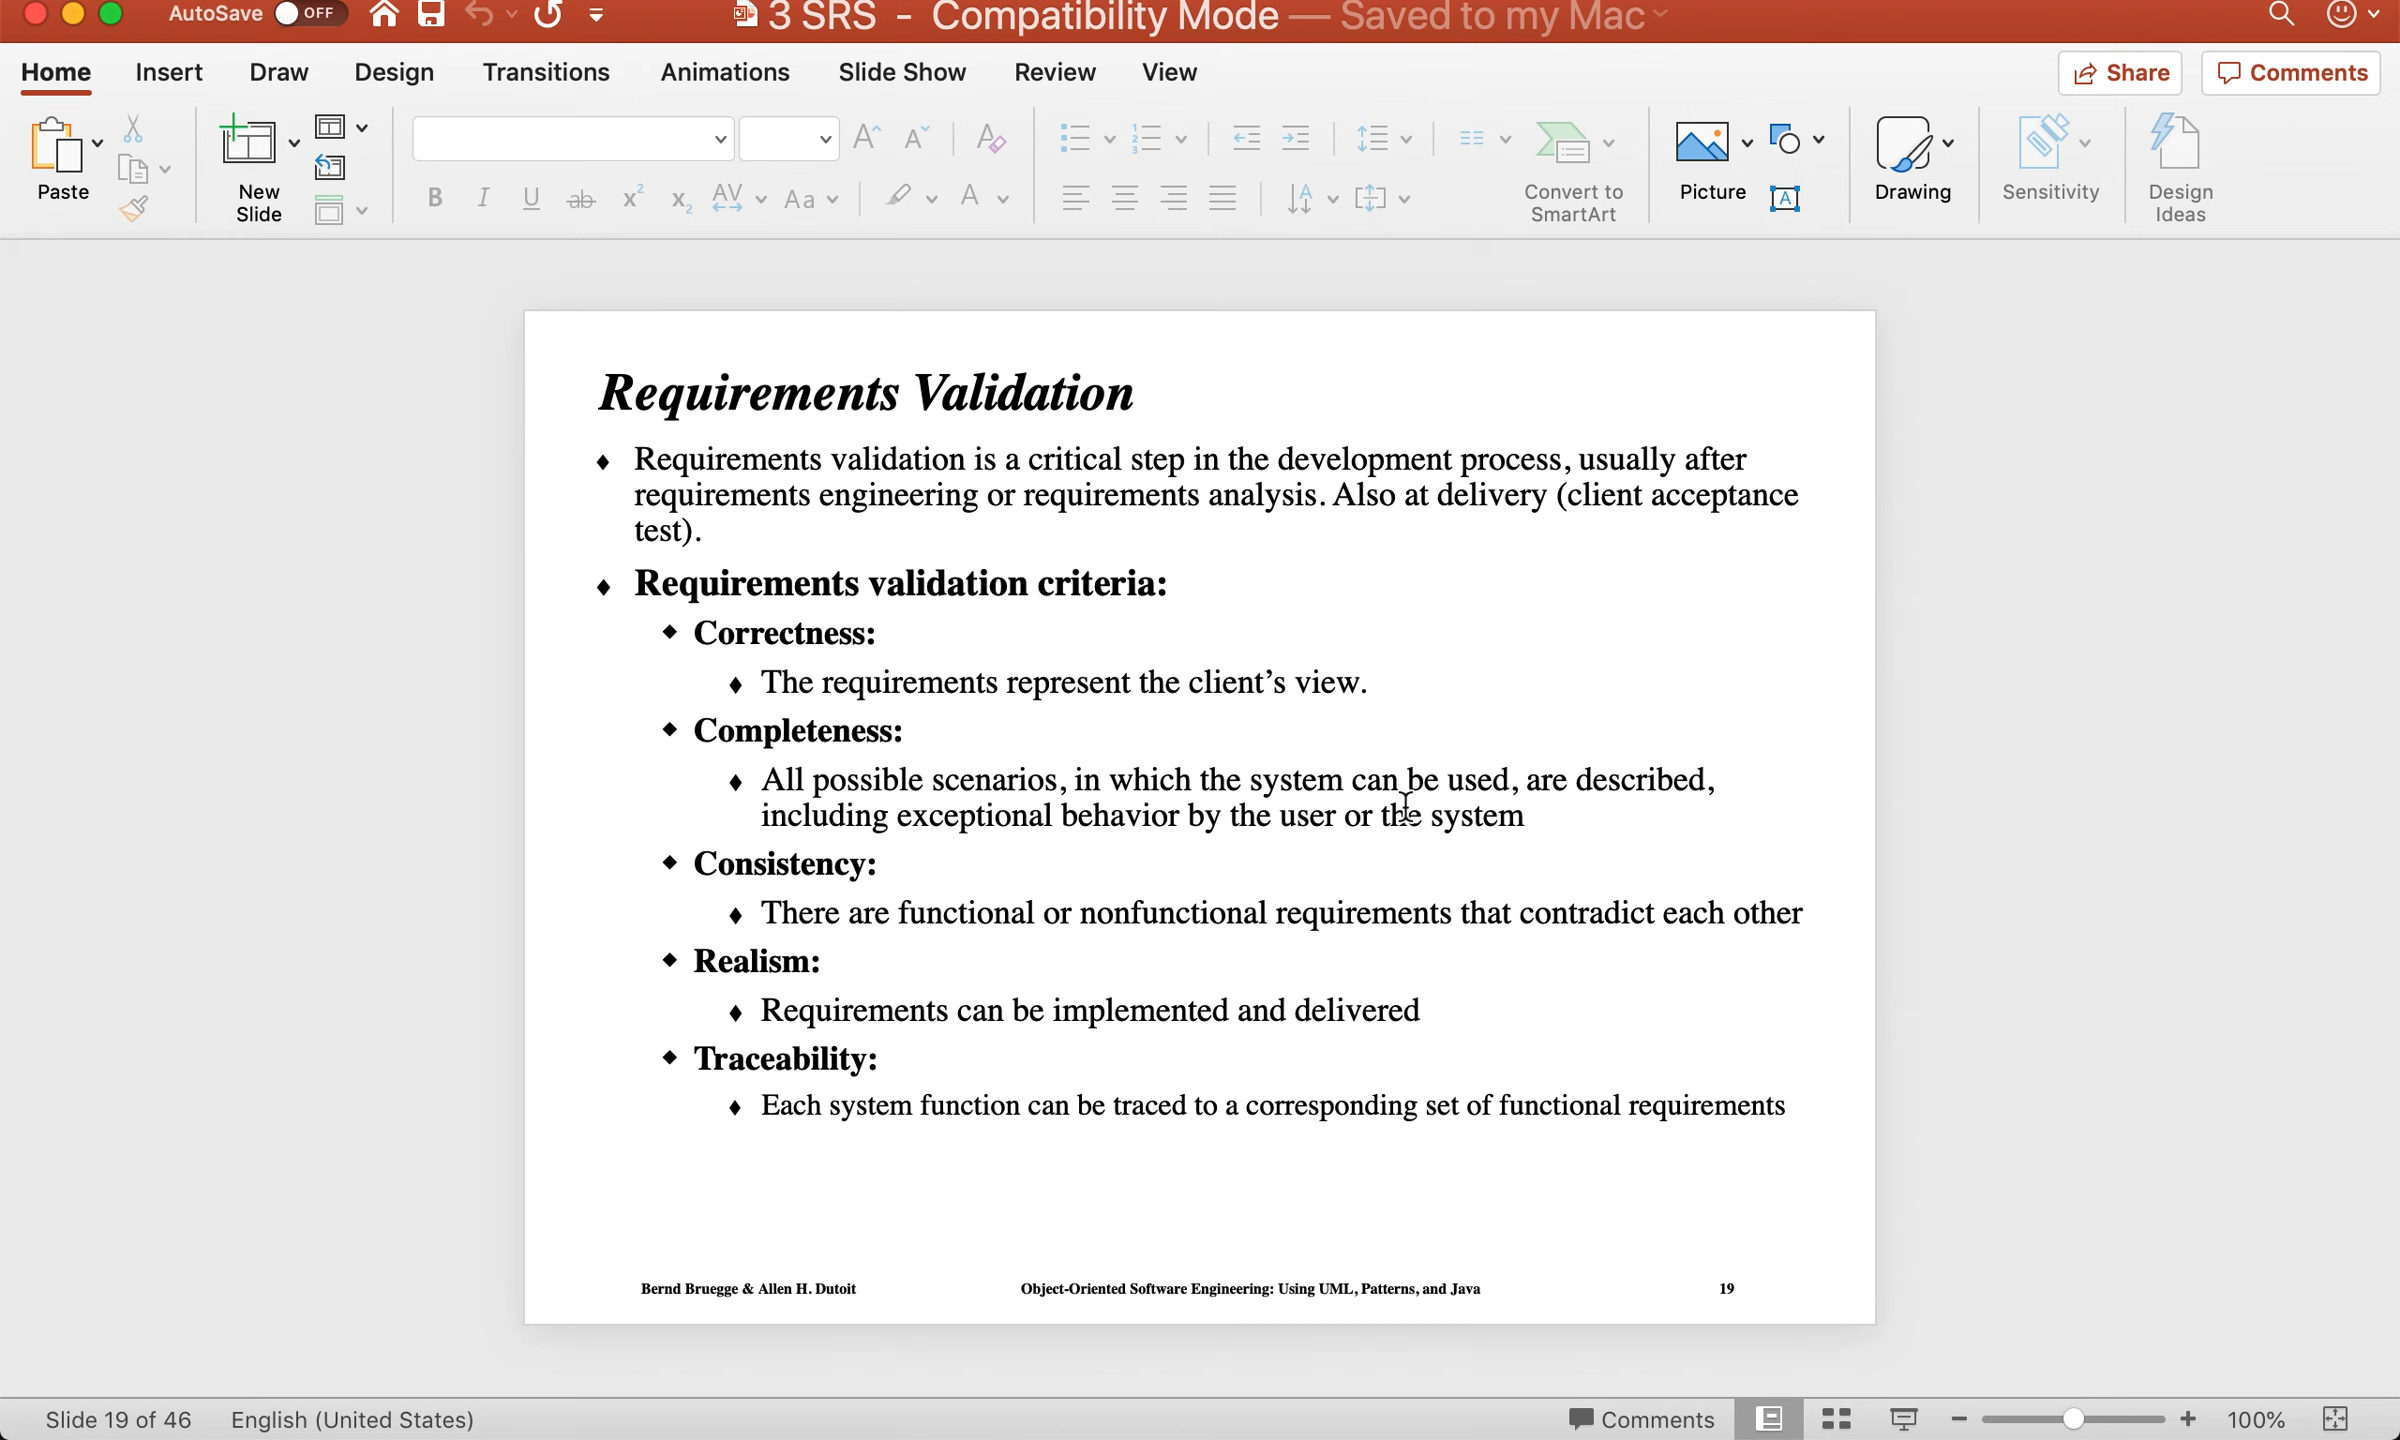 AutoSave OFF 3 SRS - Compatibility Mode — Saved to my Mac
Home Insert Draw Design Transitions Animations Slide Show Review View Share Comments
Paste New Slide B I U ab x² x₂ AV Aa A Convert to SmartArt Picture Drawing Sensitivity Design Ideas
Requirements Validation
♦ Requirements validation is a critical step in the development process, usually after
requirements engineering or requirements analysis. Also at delivery (client acceptance
test).
♦ Requirements validation criteria:
◆ Correctness:
♦ The requirements represent the client’s view.
◆ Completeness:
♦ All possible scenarios, in which the system can be used, are described,
including exceptional behavior by the user or the system
◆ Consistency:
♦ There are functional or nonfunctional requirements that contradict each other
◆ Realism:
♦ Requirements can be implemented and delivered
◆ Traceability:
♦ Each system function can be traced to a corresponding set of functional requirements
Bernd Bruegge & Allen H. Dutoit Object-Oriented Software Engineering: Using UML, Patterns, and Java 19
Slide 19 of 46 English (United States) Comments 100%